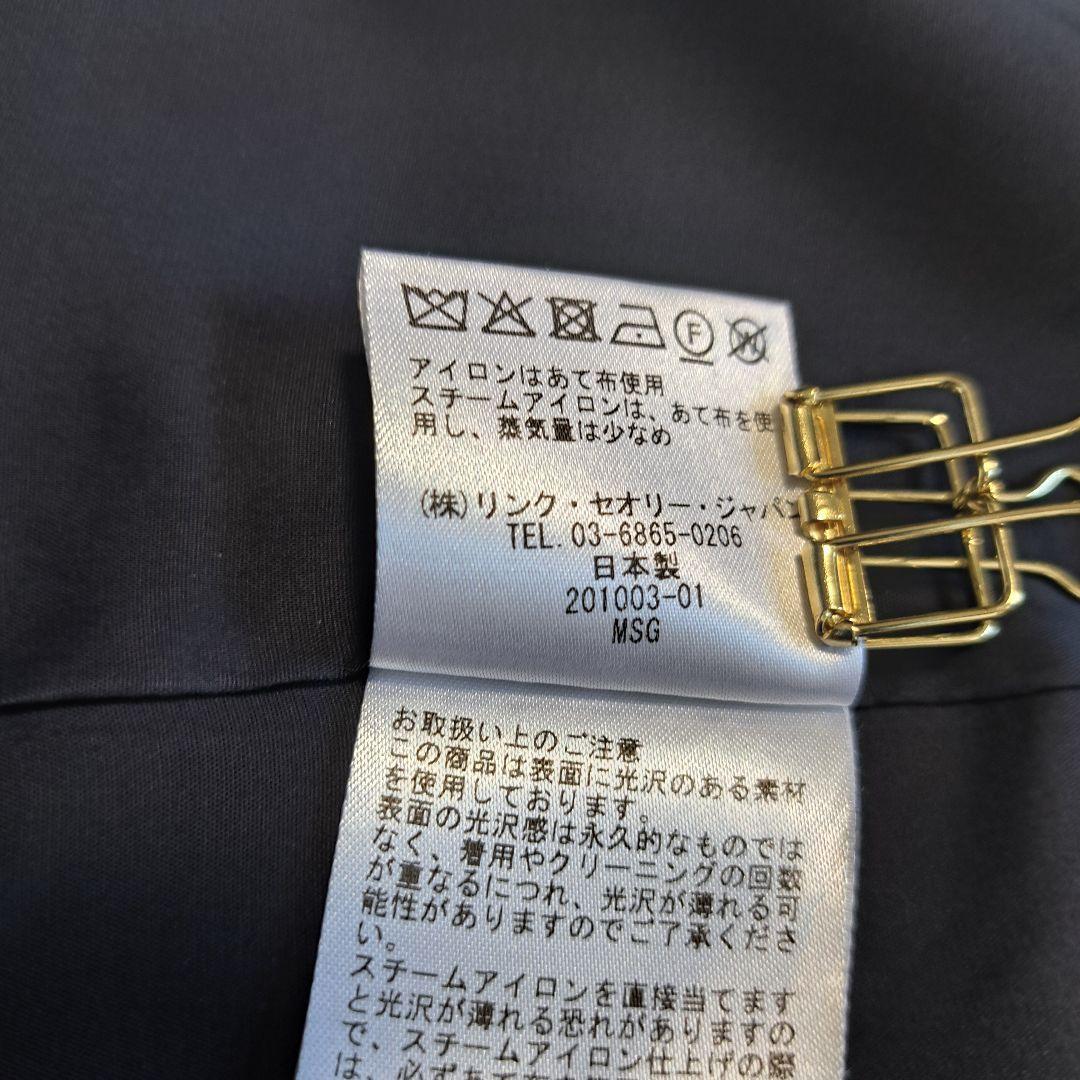 F
W
アイロンはあて布使用
スチームアイロンは、あて布を使
用し、蒸気量は少なめ
(株)リンク・セオリー・ジャパン
TEL. 03-6865-0206
日本製
201003-01
MSG
お取扱い上のご注意
この商品は表面に光沢のある素材
を使用しております。
表面の光沢感は永久的なものでは
なく、着用やクリーニングの回数
が重なるにつれ、光沢が薄れる可
能性がありますのでご了承くださ
い。
スチームアイロンを直接当てます
と光沢が薄れる恐れがありますの
で、スチームアイロン仕上げの際
は、必ずあて布